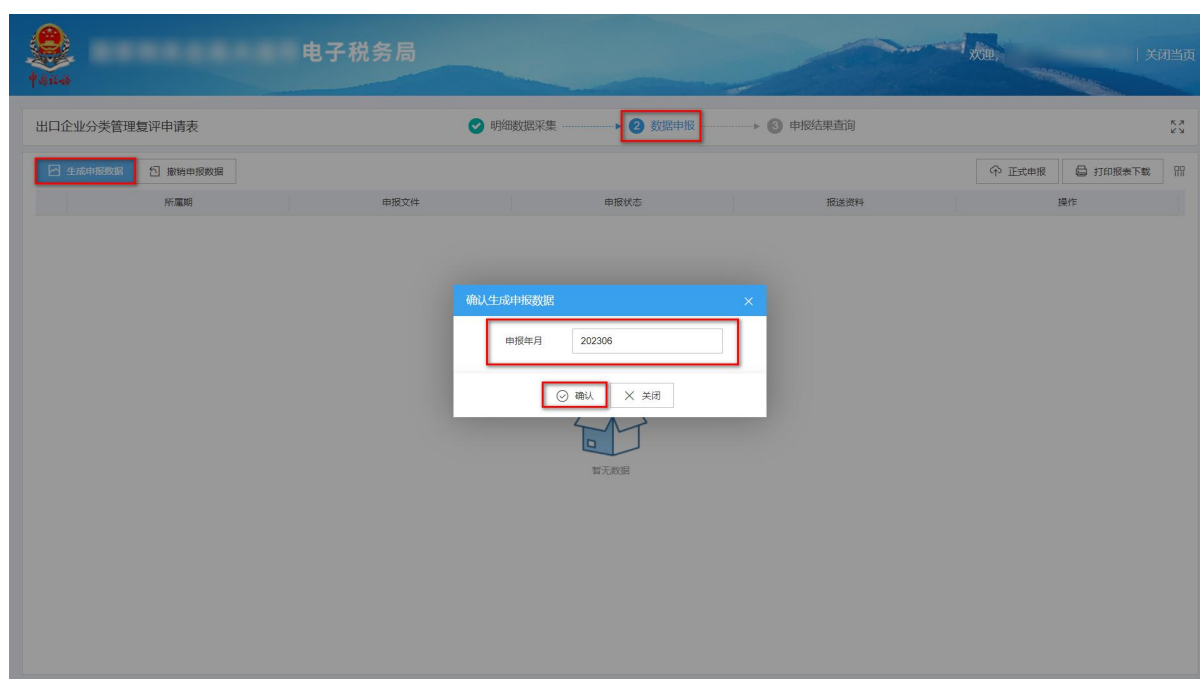 中国税务
电子税务局
欢迎,
| 关闭当页
出口企业分类管理复评申请表
明细数据采集
2 数据申报
3 申报结果查询
生成申报数据
撤销申报数据
正式申报
打印报表下载
所属期
申报文件
申报状态
报送资料
操作
确认生成申报数据
申报年月
202306
确认
关闭
暂无数据